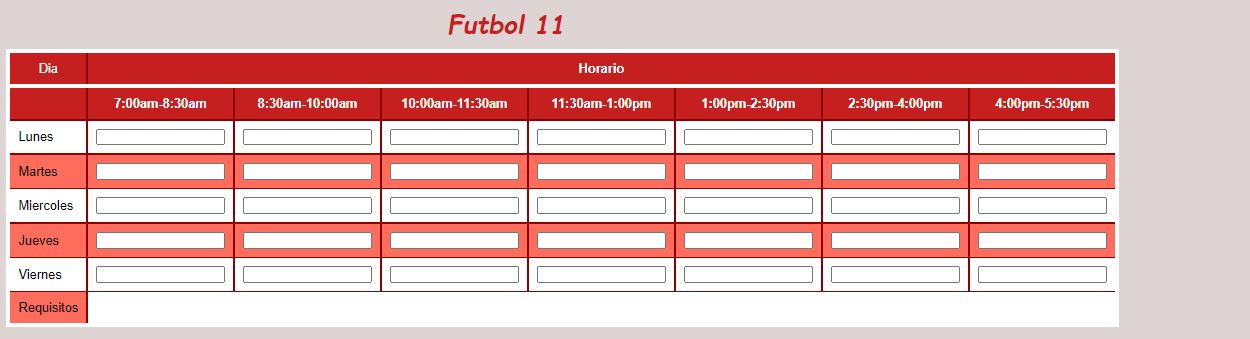 Futbol 11
Dia Horario
7:00am-8:30am 8:30am-10:00am 10:00am-11:30am 11:30am-1:00pm 1:00pm-2:30pm 2:30pm-4:00pm 4:00pm-5:30pm
Lunes
Martes
Miercoles
Jueves
Viernes
Requisitos